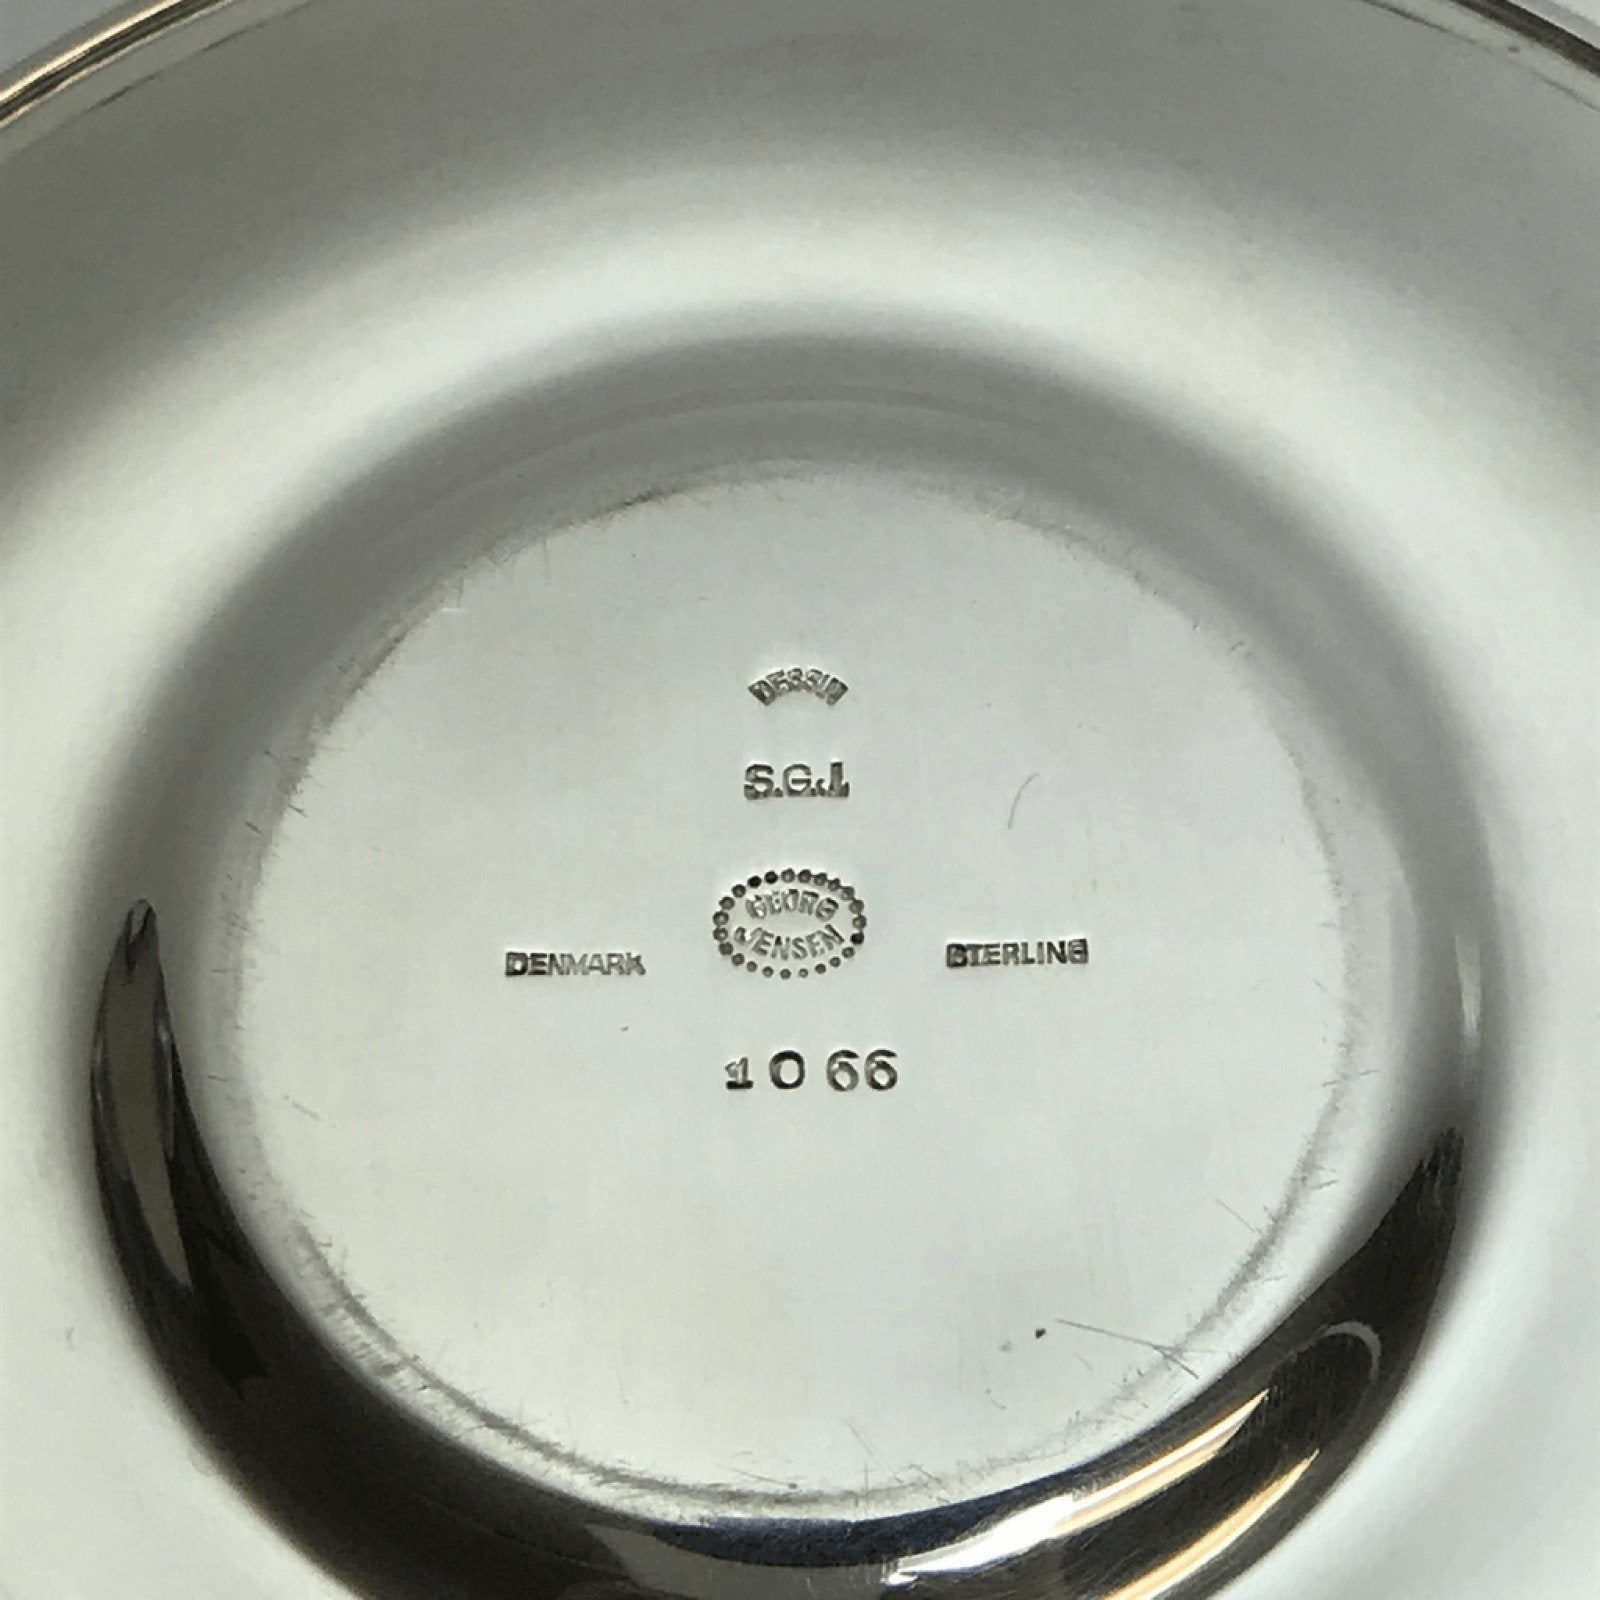 DESSIN
S.G.J.
GEORG
JENSEN
DENMARK
STERLING
1066